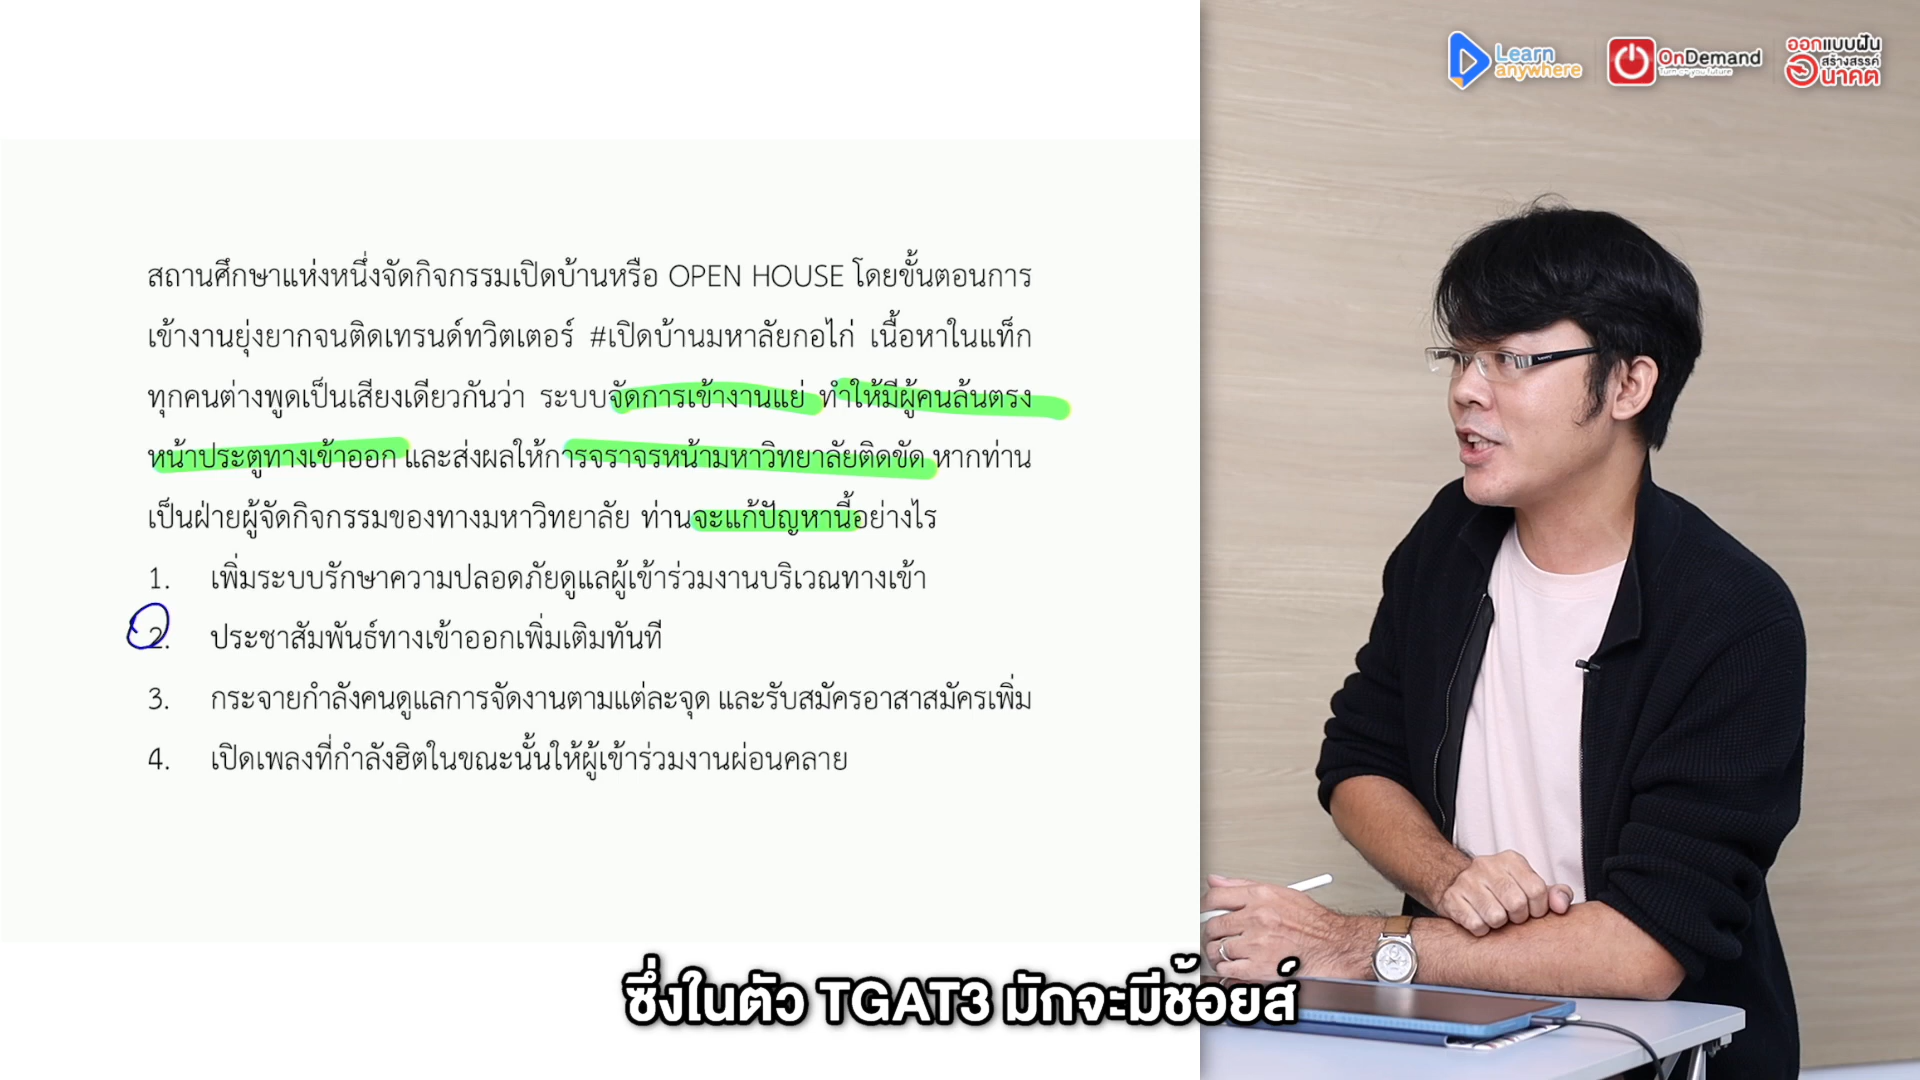 Learn
anywhere
OnDemand
Turn on your future
ออกแบบฝัน
สร้างสรรค์
อนาคต
สถานศึกษาแห่งหนึ่งจัดกิจกรรมเปิดบ้านหรือ OPEN HOUSE โดยขั้นตอนการ
เข้างานยุ่งยากจนติดเทรนด์ทวิตเตอร์ #เปิดบ้านมหาลัยกอไก่ เนื้อหาในแท็ก
ทุกคนต่างพูดเป็นเสียงเดียวกันว่า ระบบจัดการเข้างานแย่ ทำให้มีผู้คนล้นตรง
หน้าประตูทางเข้าออก และส่งผลให้การจราจรหน้ามหาวิทยาลัยติดขัด หากท่าน
เป็นฝ่ายผู้จัดกิจกรรมของทางมหาวิทยาลัย ท่านจะแก้ปัญหานี้อย่างไร
1. เพิ่มระบบรักษาความปลอดภัยดูแลผู้เข้าร่วมงานบริเวณทางเข้า
2. ประชาสัมพันธ์ทางเข้าออกเพิ่มเติมทันที
3. กระจายกำลังคนดูแลการจัดงานตามแต่ละจุด และรับสมัครอาสาสมัครเพิ่ม
4. เปิดเพลงที่กำลังฮิตในขณะนั้นให้ผู้เข้าร่วมงานผ่อนคลาย
ซึ่งในตัว TGAT3 มักจะมีช้อยส์